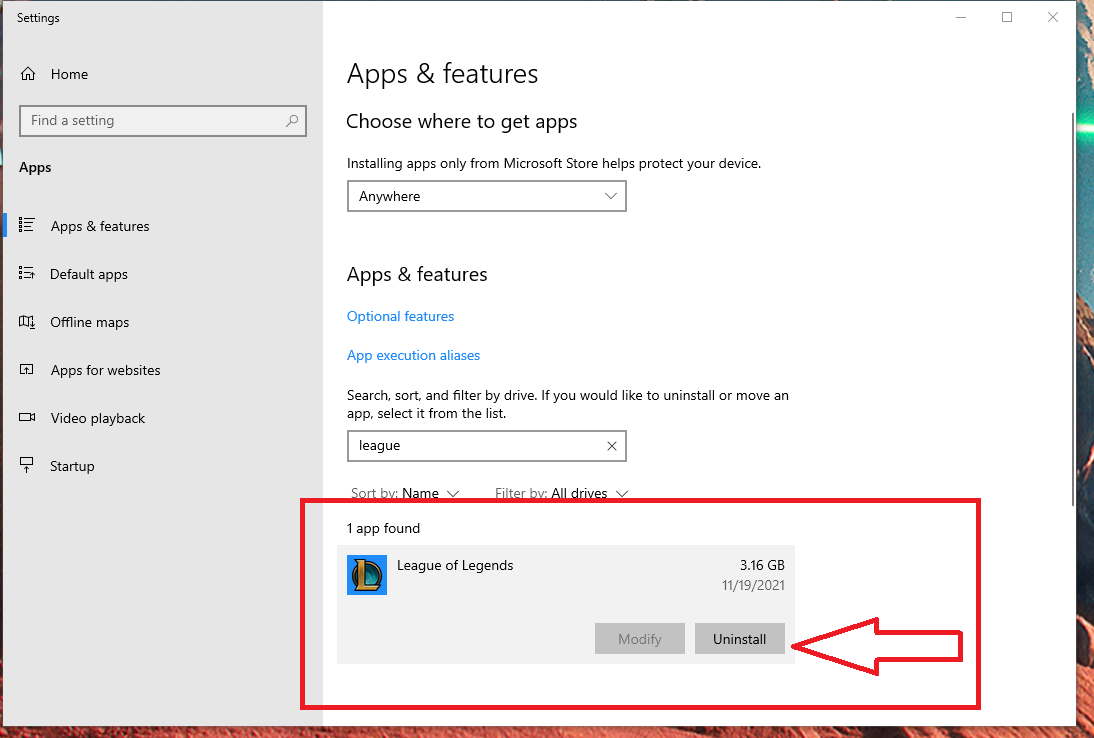 Settings
Home
Find a setting
Apps
Apps & features
Default apps
Offline maps
Apps for websites
Video playback
Startup
Apps & features
Choose where to get apps
Installing apps only from Microsoft Store helps protect your device.
Anywhere
Apps & features
Optional features
App execution aliases
Search, sort, and filter by drive. If you would like to uninstall or move an
app, select it from the list.
league
Sort by: Name Filter by: All drives
1 app found
League of Legends 3.16 GB
11/19/2021
Modify Uninstall